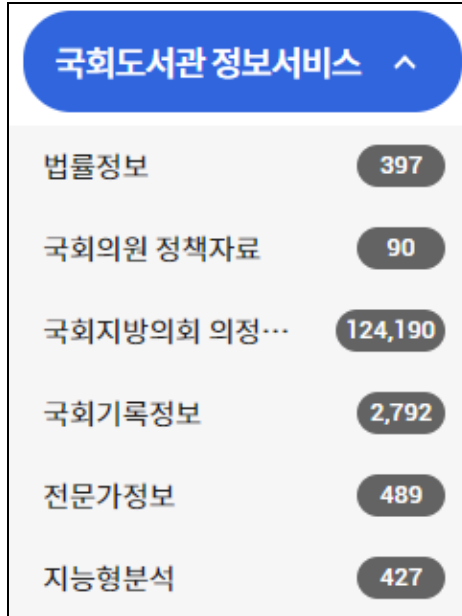 국회도서관 정보서비스
법률정보 397
국회의원 정책자료 90
국회지방의회 의정… 124,190
국회기록정보 2,792
전문가정보 489
지능형분석 427